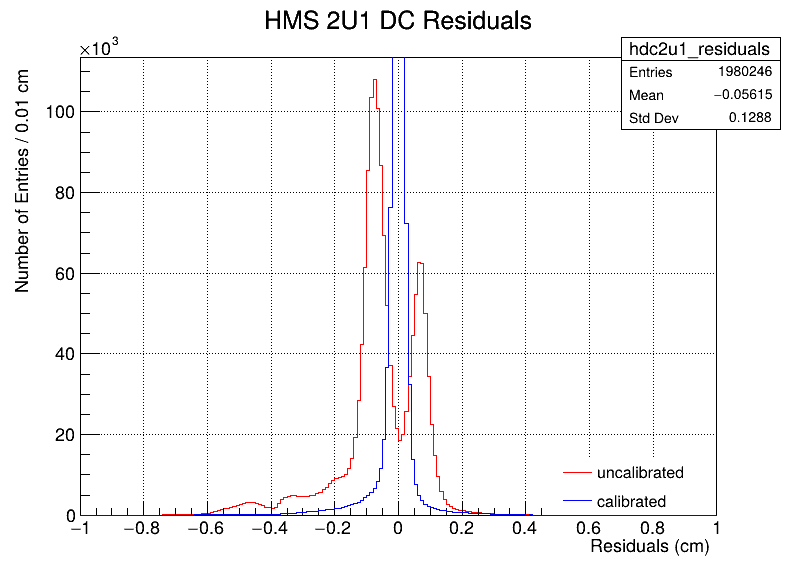 HMS 2U1 DC Residuals
×10³
hdc2u1_residuals
Entries 1980246
Mean −0.05615
Std Dev 0.1288
Number of Entries / 0.01 cm
100
80
60
40
20
0
uncalibrated
calibrated
−1 −0.8 −0.6 −0.4 −0.2 0 0.2 0.4 0.6 0.8 1
Residuals (cm)